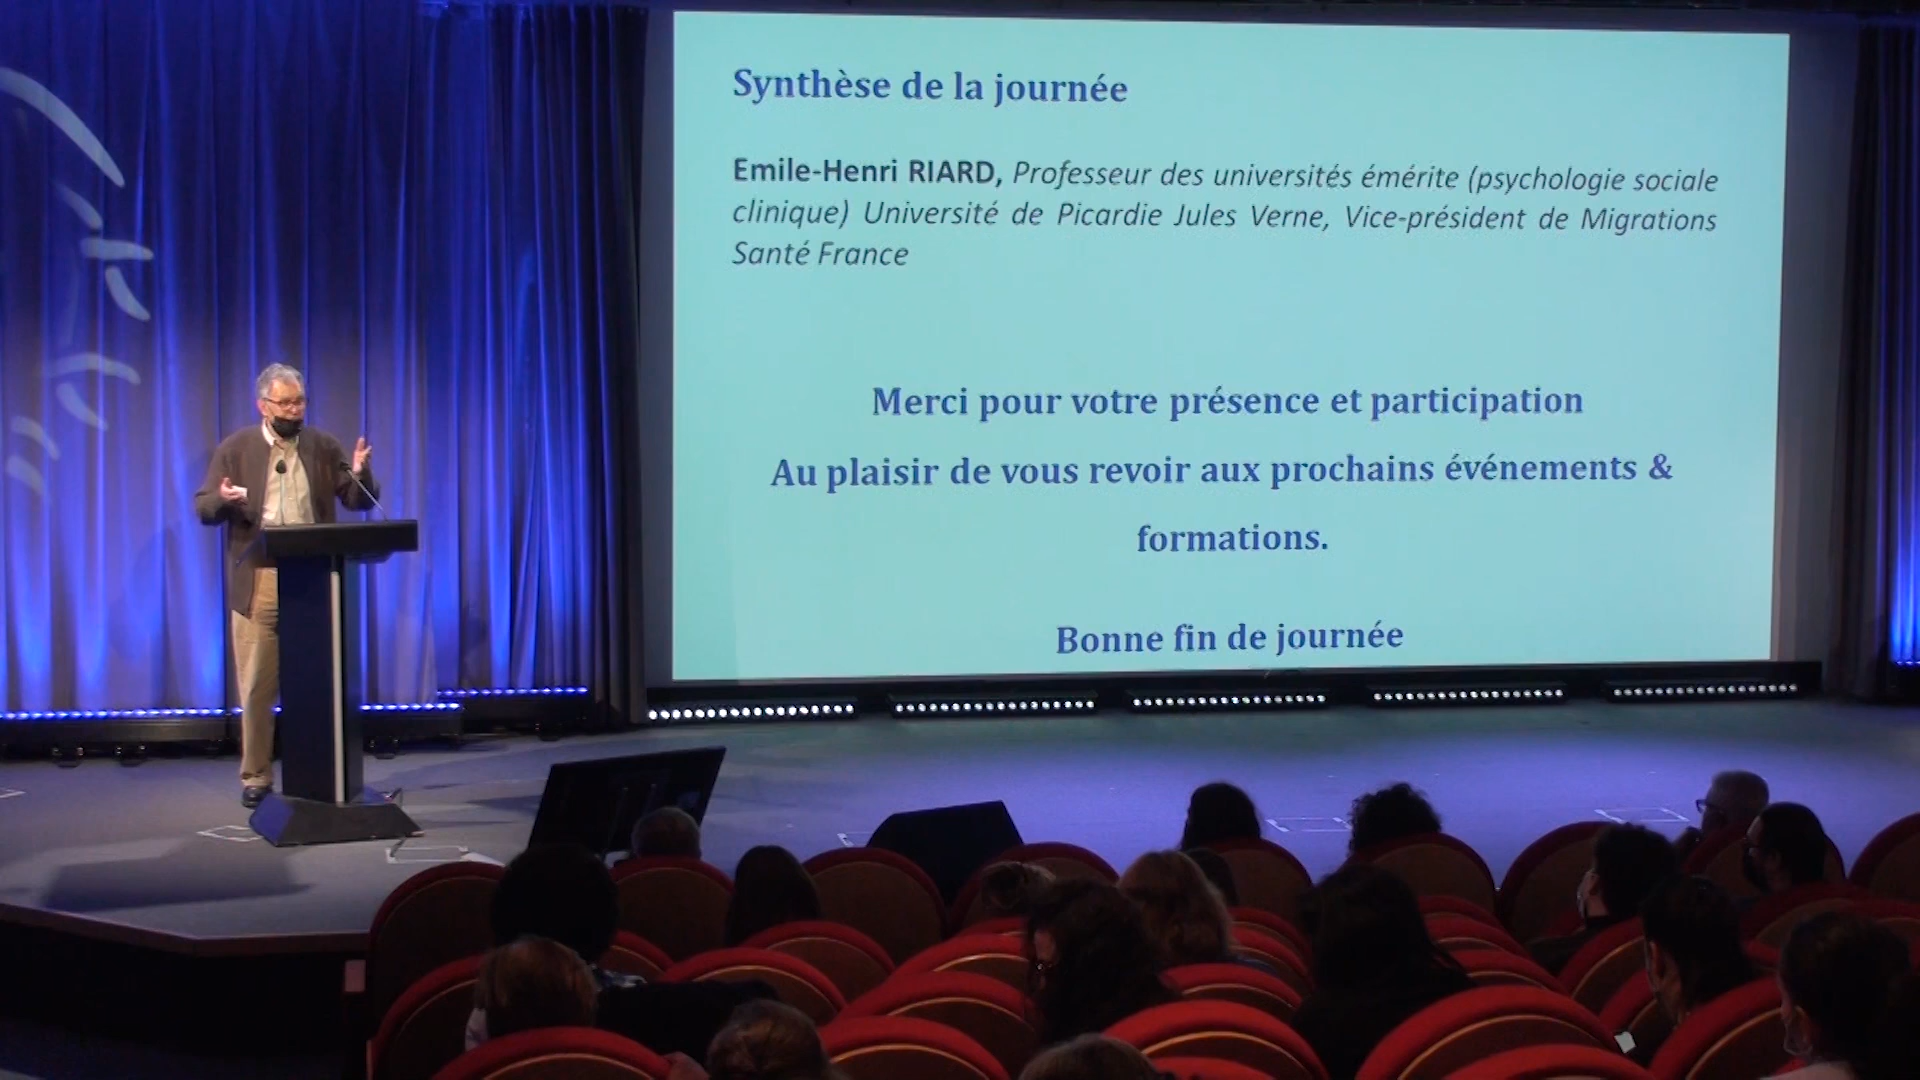 Synthèse de la journée
Emile-Henri RIARD, Professeur des universités émérite (psychologie sociale
clinique) Université de Picardie Jules Verne, Vice-président de Migrations
Santé France
Merci pour votre présence et participation
Au plaisir de vous revoir aux prochains événements &
formations.
Bonne fin de journée